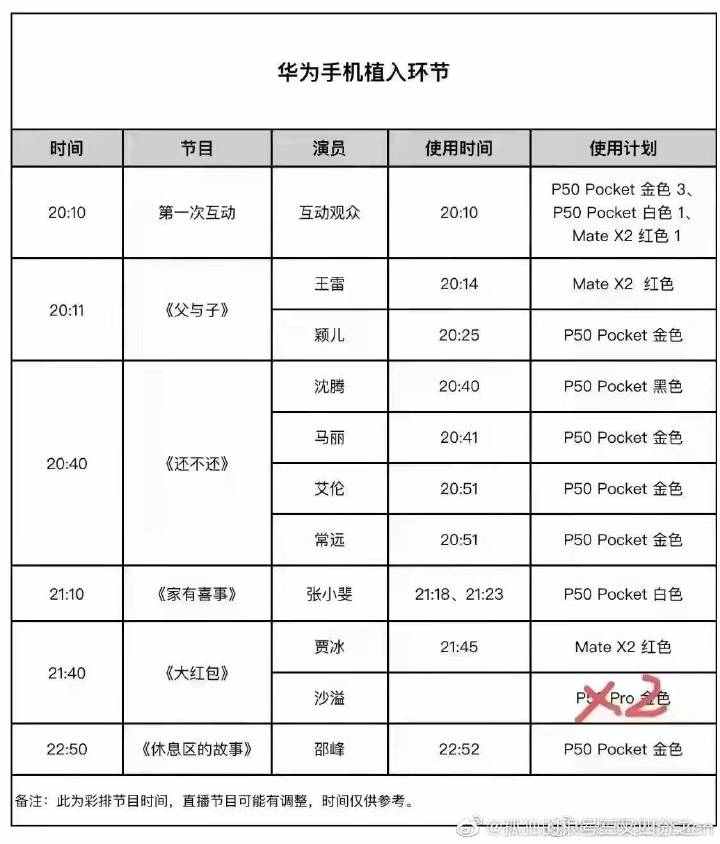 华为手机植入环节
时间 节目 演员 使用时间 使用计划
20:10 第一次互动 互动观众 20:10 P50 Pocket 金色 3、
P50 Pocket 白色 1、
Mate X2 红色 1
20:11 《父与子》 王雷 20:14 Mate X2 红色
颖儿 20:25 P50 Pocket 金色
20:40 《还不还》 沈腾 20:40 P50 Pocket 黑色
马丽 20:41 P50 Pocket 金色
艾伦 20:51 P50 Pocket 金色
常远 20:51 P50 Pocket 金色
21:10 《家有喜事》 张小斐 21:18、21:23 P50 Pocket 白色
21:40 《大红包》 贾冰 21:45 Mate X2 红色
沙溢 Pro 金色
X2
22:50 《休息区的故事》 邵峰 22:52 P50 Pocket 金色
备注：此为彩排节目时间，直播节目可能有调整，时间仅供参考。